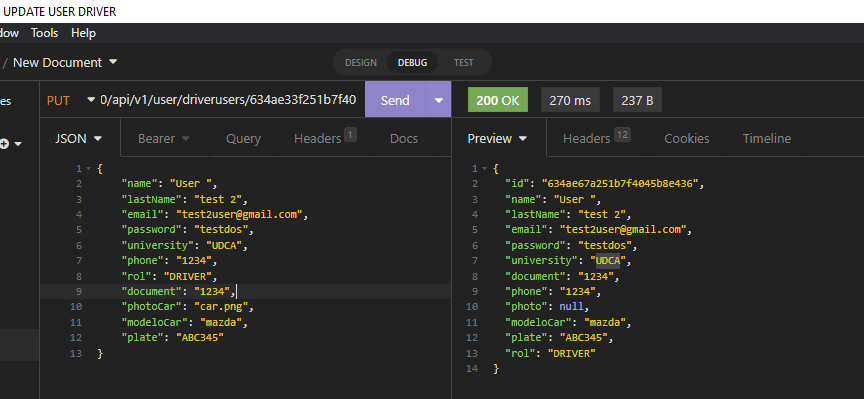 UPDATE USER DRIVER
dow Tools Help
/ New Document DESIGN DEBUG TEST
es PUT 0/api/v1/user/driverusers/634ae33f251b7f40 Send 200 OK 270 ms 237 B
JSON Bearer Query Headers 1 Docs
Preview Headers 12 Cookies Timeline
1 {
2 "name": "User ",
3 "lastName": "test 2",
4 "email": "test2user@gmail.com",
5 "password": "testdos",
6 "university": "UDCA",
7 "phone": "1234",
8 "rol": "DRIVER",
9 "document": "1234",
10 "photoCar": "car.png",
11 "modeloCar": "mazda",
12 "plate": "ABC345"
13 }
1 {
2 "id": "634ae67a251b7f4045b8e436",
3 "name": "User ",
4 "lastName": "test 2",
5 "email": "test2user@gmail.com",
6 "password": "testdos",
7 "university": "UDCA",
8 "document": "1234",
9 "phone": "1234",
10 "photo": null,
11 "modeloCar": "mazda",
12 "plate": "ABC345",
13 "rol": "DRIVER"
14 }